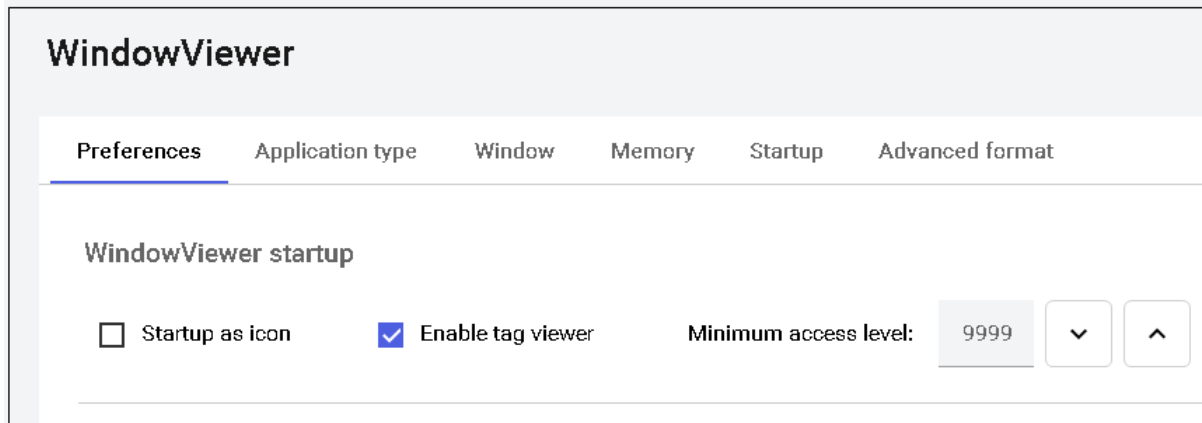 WindowViewer
Preferences Application type Window Memory Startup Advanced format
WindowViewer startup
Startup as icon Enable tag viewer Minimum access level: 9999